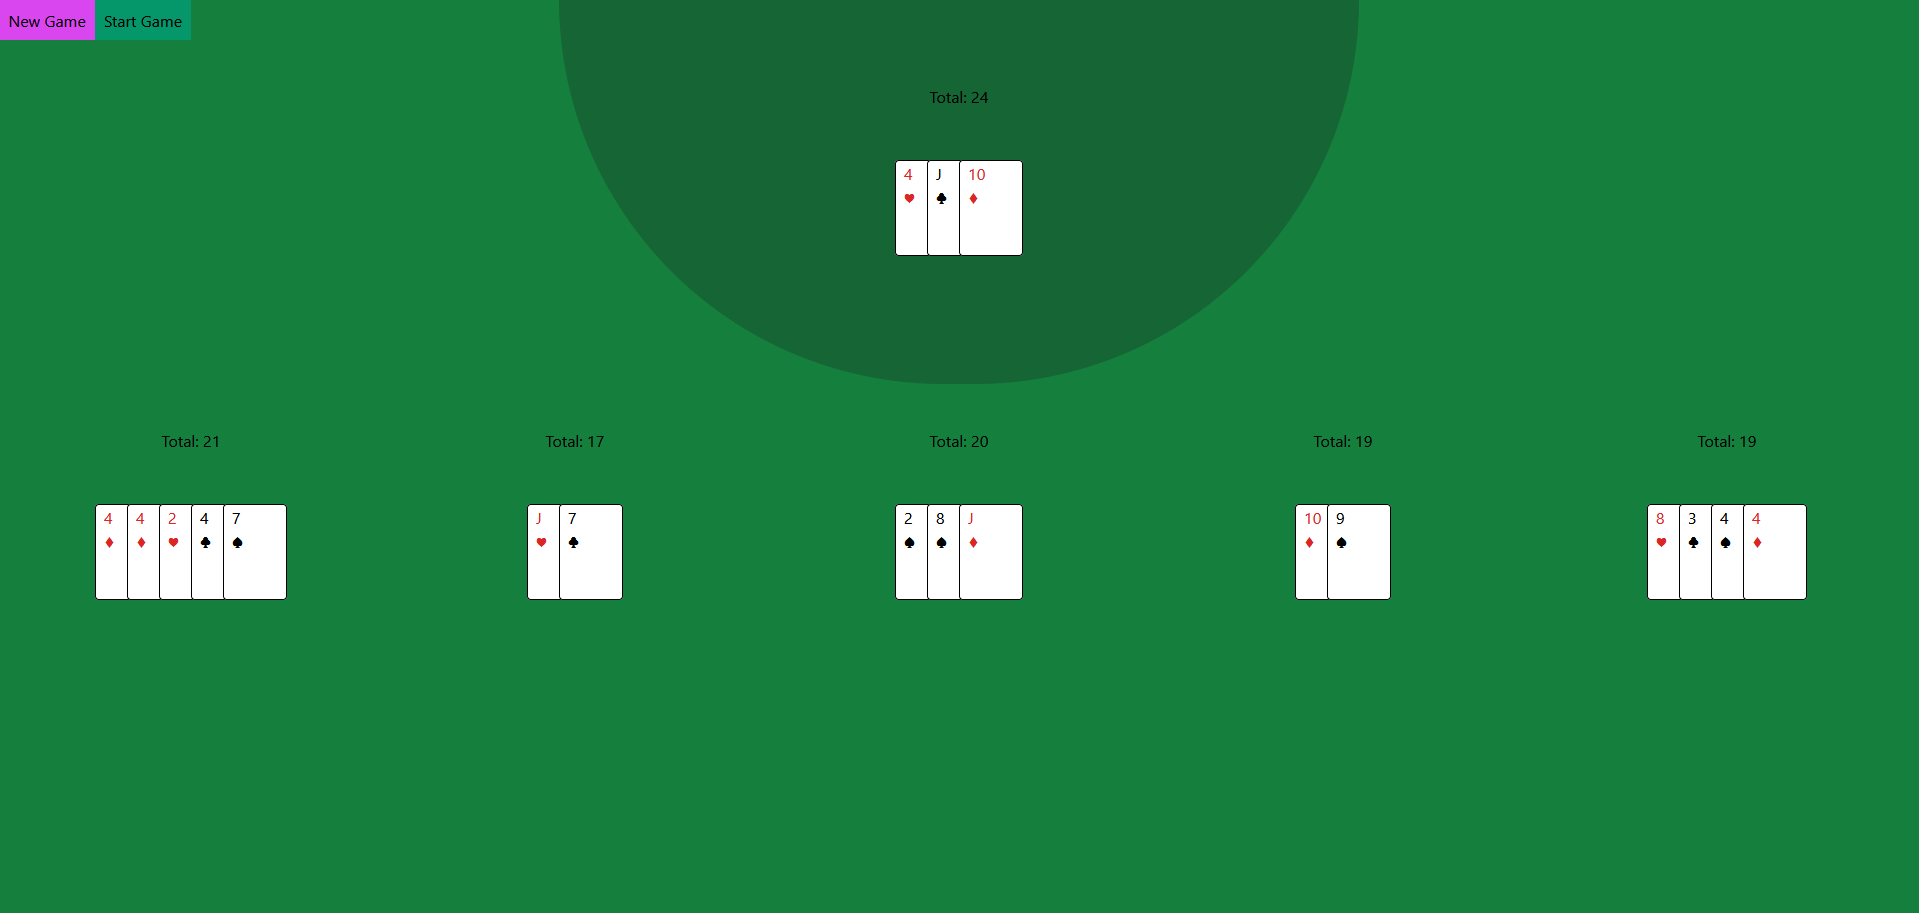 New Game Start Game
Total: 24
4 J 10
♥ ♣ ♦
Total: 21 Total: 17 Total: 20 Total: 19 Total: 19
4 4 2 4 7 J 7 2 8 J 10 9 8 3 4 4
♦ ♦ ♥ ♣ ♠ ♥ ♣ ♠ ♠ ♦ ♦ ♠ ♥ ♣ ♠ ♦